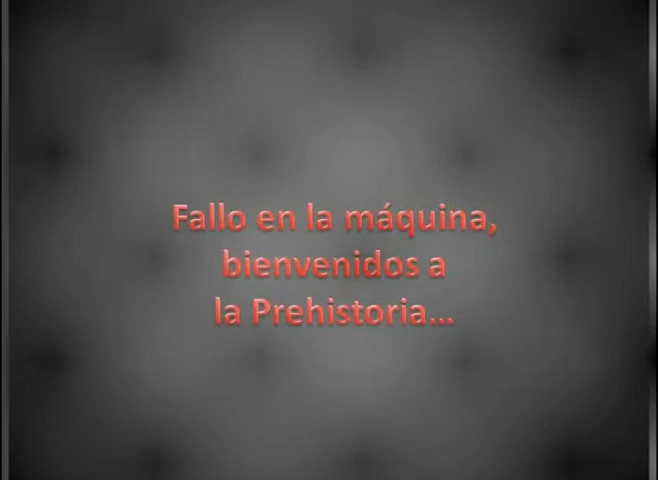 Fallo en la máquina,
bienvenidos a
la Prehistoria...